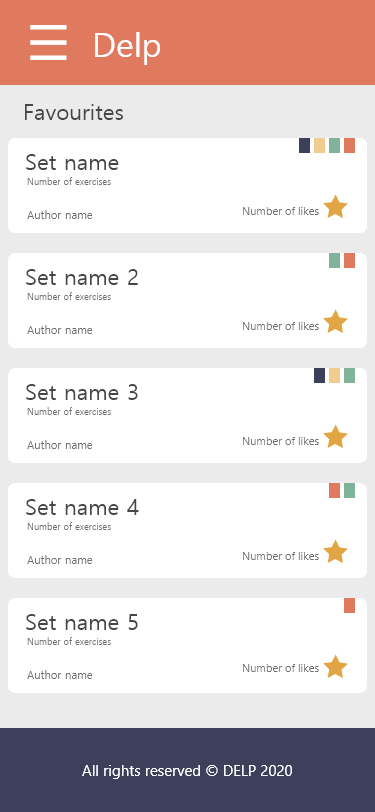 Delp
Favourites
Set name
Number of exercises
Author name
Number of likes
Set name 2
Number of exercises
Author name
Number of likes
Set name 3
Number of exercises
Author name
Number of likes
Set name 4
Number of exercises
Author name
Number of likes
Set name 5
Number of exercises
Author name
Number of likes
All rights reserved © DELP 2020